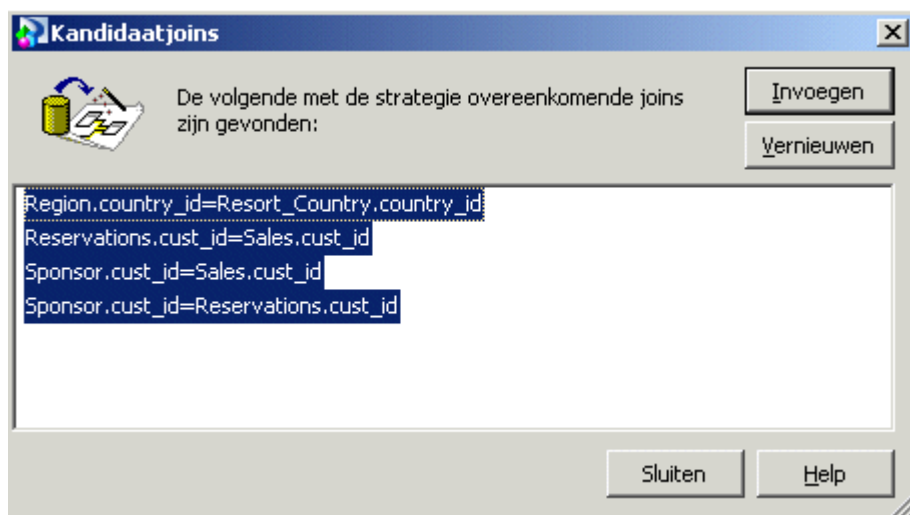 Kandidaatjoins
De volgende met de strategie overeenkomende joins
zijn gevonden:
Invoegen
Vernieuwen
Region.country_id=Resort_Country.country_id
Reservations.cust_id=Sales.cust_id
Sponsor.cust_id=Sales.cust_id
Sponsor.cust_id=Reservations.cust_id
Sluiten
Help